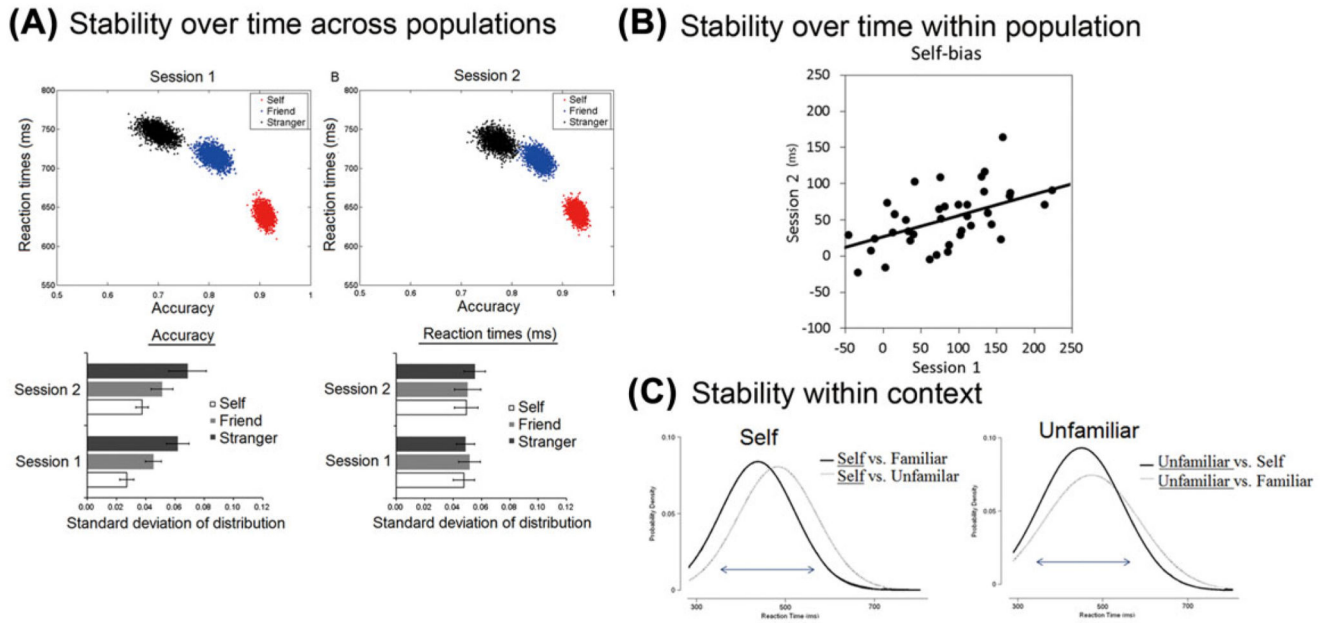 (A) Stability over time across populations
Session 1
B
Session 2
800
750
700
650
600
550
Reaction times (ms)
Self
Friend
Stranger
0.5
0.6
0.7
0.8
0.9
1
Accuracy
800
750
700
650
600
550
Reaction times (ms)
Self
Friend
Stranger
0.5
0.6
0.7
0.8
0.9
1
Accuracy
Accuracy
Session 2
Session 1
Self
Friend
Stranger
0.00 0.02 0.04 0.06 0.08 0.10 0.12
Standard deviation of distribution
Reaction times (ms)
Session 2
Session 1
Self
Friend
Stranger
0.00 0.02 0.04 0.06 0.08 0.10 0.12
Standard deviation of distribution
(B) Stability over time within population
Self-bias
250
200
150
100
50
0
-50
-100
Session 2 (ms)
-50 0 50 100 150 200 250
Session 1
(C) Stability within context
Self
Self vs. Familiar
Self vs. Unfamilar
0.10
0.05
0
Probability Density
300 500 700
Reaction Time (ms)
Unfamiliar
Unfamiliar vs. Self
Unfamiliar vs. Familiar
0.10
0.05
0
Probability Density
300 500 700
Reaction Time (ms)